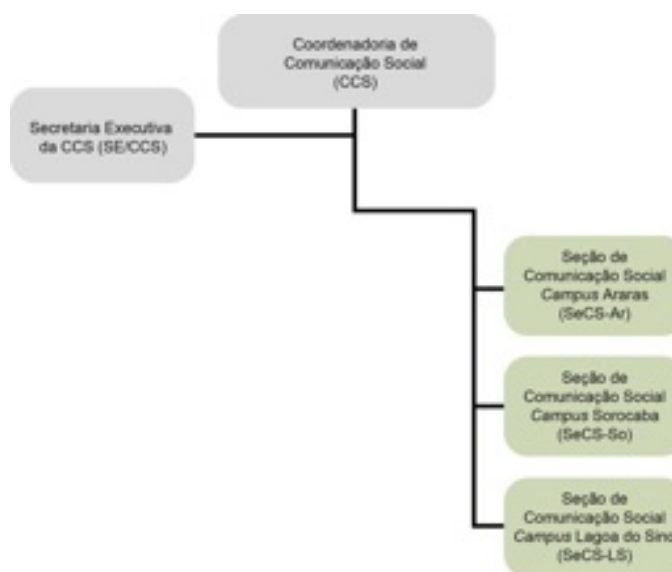 Coordenadoria de
Comunicação Social
(CCS)
Secretaria Executiva
da CCS (SE/CCS)
Seção de
Comunicação Social
Campus Araras
(SeCS-Ar)
Seção de
Comunicação Social
Campus Sorocaba
(SeCS-So)
Seção de
Comunicação Social
Campus Lagoa do Sino
(SeCS-LS)